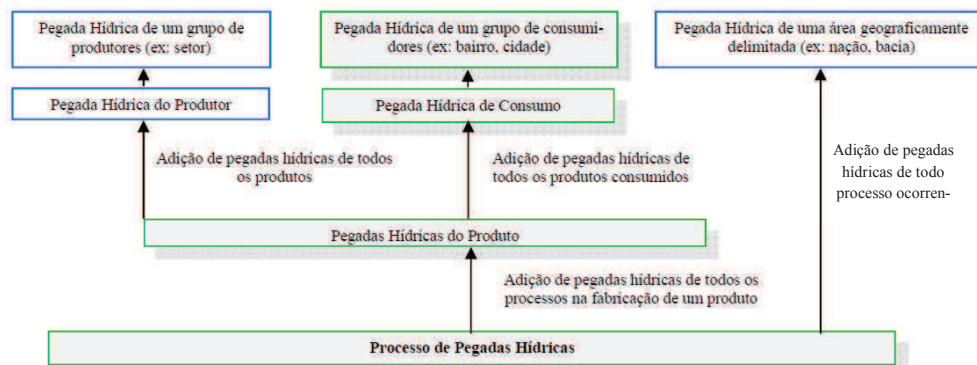 Pegada Hídrica de um grupo de
produtores (ex: setor)
Pegada Hídrica de um grupo de consumi-
dores (ex: bairro, cidade)
Pegada Hídrica de uma área geograficamente
delimitada (ex: nação, bacia)
Pegada Hídrica do Produtor
Pegada Hídrica de Consumo
Adição de pegadas hídricas de todos
os produtos
Adição de pegadas hídricas de
todos os produtos consumidos
Adição de pegadas
hídricas de todo
processo ocorren-
Pegadas Hídricas do Produto
Adição de pegadas hídricas de todos os
processos na fabricação de um produto
Processo de Pegadas Hídricas